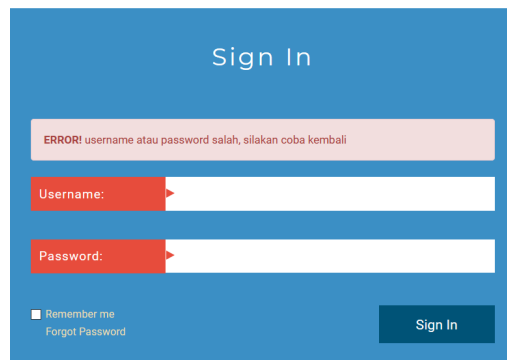 Sign In
ERROR! username atau password salah, silakan coba kembali
Username:
Password:
Remember me
Forgot Password
Sign In